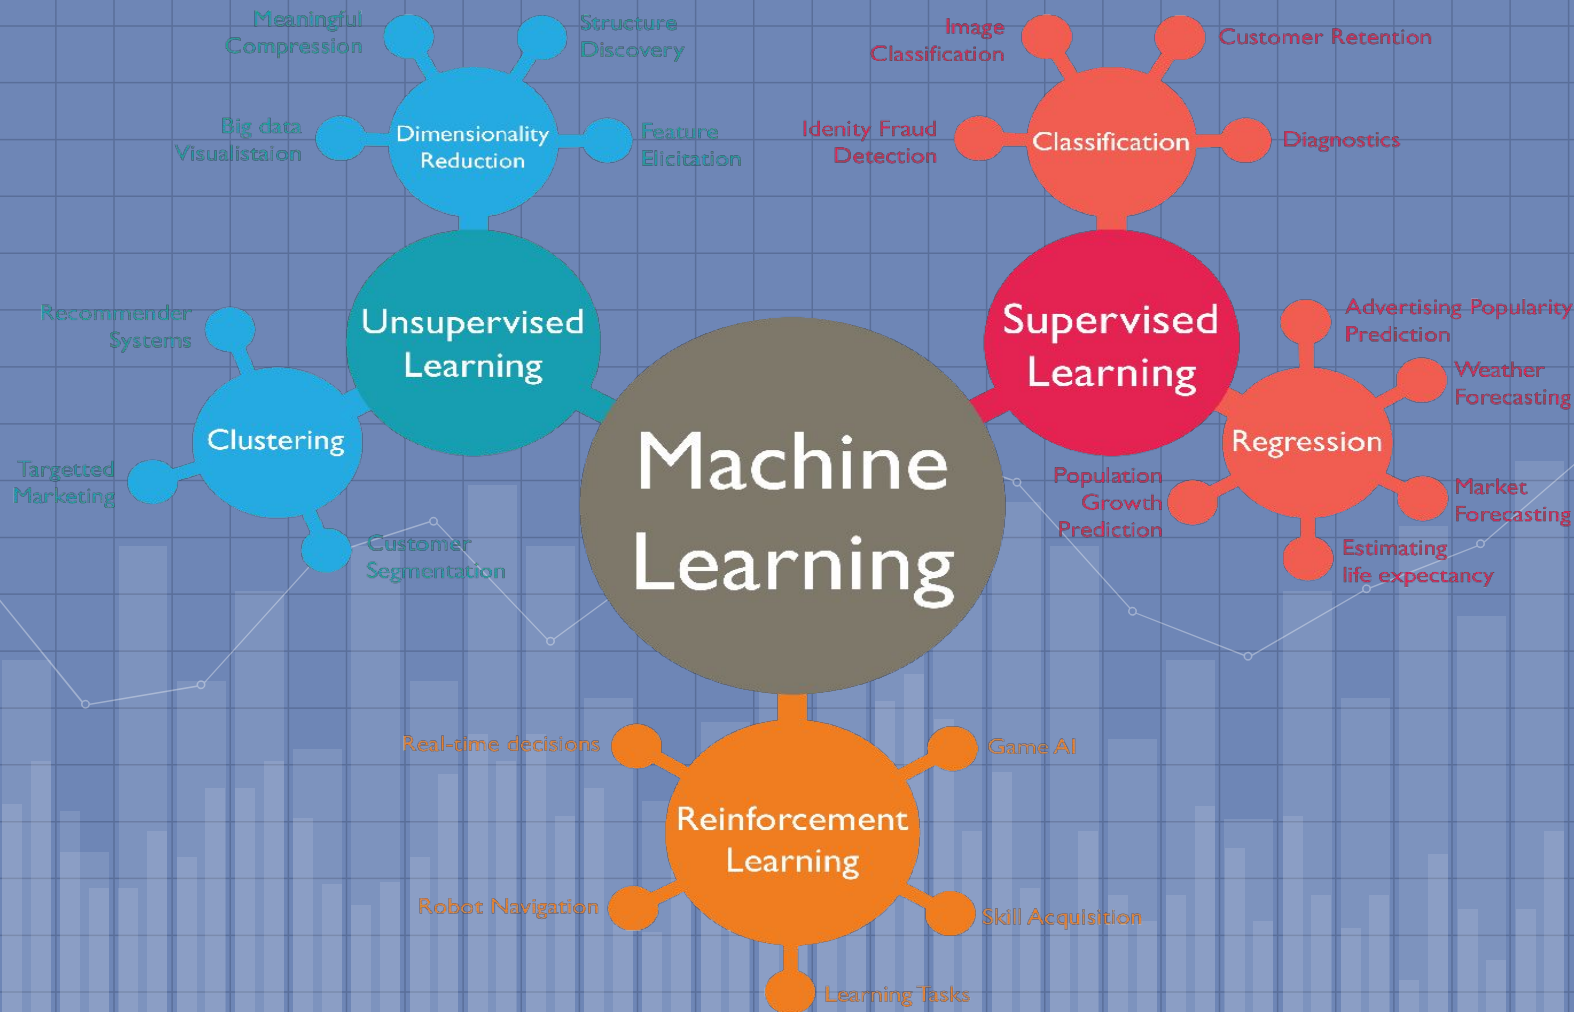 Meaningful
Compression
Structure
Discovery
Big data
Visualistaion
Dimensionality
Reduction
Feature
Elicitation
Image
Classification
Customer Retention
Idenity Fraud
Detection
Classification
Diagnostics
Unsupervised
Learning
Recommender
Systems
Clustering
Targetted
Marketing
Customer
Segmentation
Supervised
Learning
Advertising Popularity
Prediction
Weather
Forecasting
Regression
Population
Growth
Prediction
Market
Forecasting
Estimating
life expectancy
Machine
Learning
Real-time decisions
Game AI
Reinforcement
Learning
Robot Navigation
Skill Acquisition
Learning Tasks